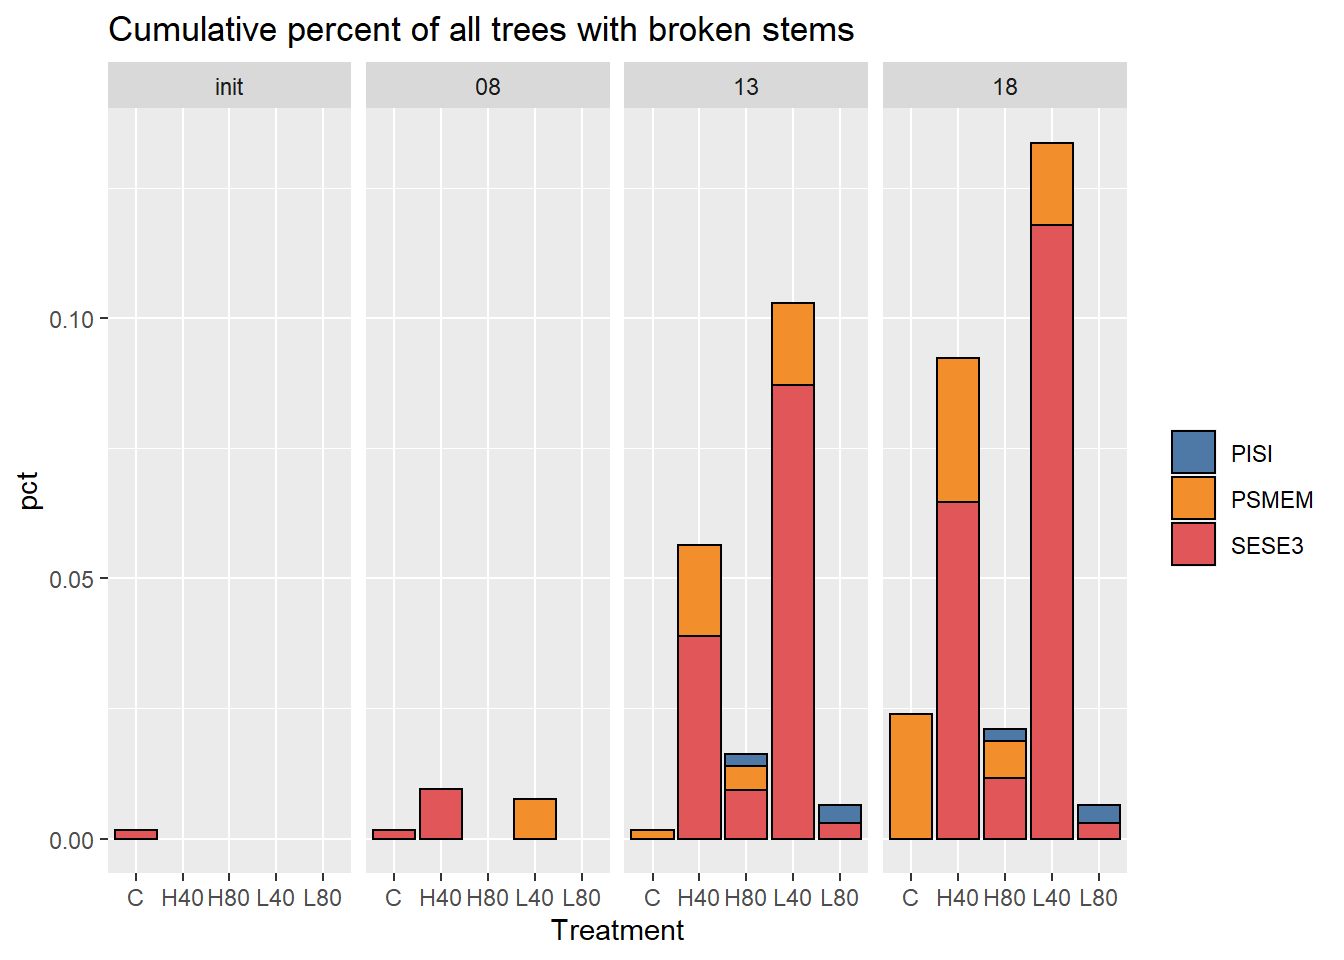 Cumulative percent of all trees with broken stems
init 08 13 18
0.10
0.05
0.00
pct
C H40 H80 L40 L80 C H40 H80 L40 L80 C H40 H80 L40 L80 C H40 H80 L40 L80
Treatment
PISI
PSMEM
SESE3